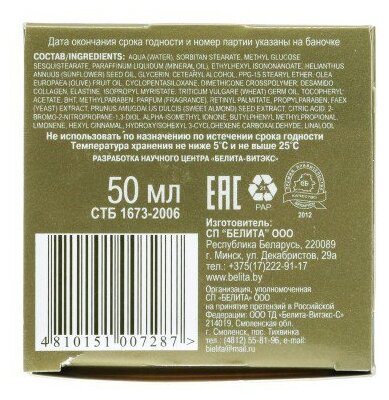 Дата окончания срока годности и номер партии указаны на баночке
СОСТАВ/INGREDIENTS: AQUA (WATER), SORBITAN STEARATE, METHYL GLUCOSE
SESQUISTEARATE, PARAFFINUM LIQUIDUM (MINERAL OIL), ETHYLHEXYL ISONONANOATE, HELIANTHUS
ANNUUS (SUNFLOWER) SEED OIL, GLYCERIN, CETEARYL ALCOHOL, PPG-15 STEARYL ETHER, OLEA
EUROPAEA (OLIVE) FRUIT OIL, CYCLOPENTASILOXANE, DIMETHICONE CROSSPOLYMER, DESAMIDO
COLLAGEN, ELASTINE, ISOPROPYL MYRISTATE, TRITICUM VULGARE (WHEAT) GERM OIL, TOCOPHERYL
ACETATE, BHT, METHYLPARABEN, PARFUM (FRAGRANCE), RETINYL PALMITATE, PROPYLPARABEN, FAEX
(YEAST) EXTRACT, PRUNUS AMYGDALUS DULCIS (SWEET ALMOND) EXTRACT, CITRIC ACID, 2-
BROMO-2-NITROPROPANE-1,3-DIOL, ALPHA-ISOMETHYL IONONE, BUTYLPHENYL METHYLPROPIONAL,
LIMONENE, HEXYL CINNAMAL, HYDROXYISOHEXYL 3-CYCLOHEXENE CARBOXALDEHYDE, LINALOOL
Не использовать по назначению по истечении срока годности
Температура хранения не ниже 5°С и не выше 25°С
РАЗРАБОТКА НАУЧНОГО ЦЕНТРА «БЕЛИТА-ВИТЭКС»
50 мл
СТБ 1673-2006
EAC
21
PAP
СТБ
2012
Изготовитель:
СП "БЕЛИТА" ООО
Республика Беларусь, 220089
г. Минск, ул. Декабристов, 29а
тел.: +375(17)222-91-17
www.belita.by
Организация, уполномоченная
СП «БЕЛИТА» ООО
на принятие претензий в Российской
Федерации: ООО ТД «Белита-Витэкс-С»
214019, Смоленская обл.
г. Смоленск, пос. Тихвинка
тел.: (4812) 55-81-96, e-mail:
bielita@mail.ru
4810151007287 >